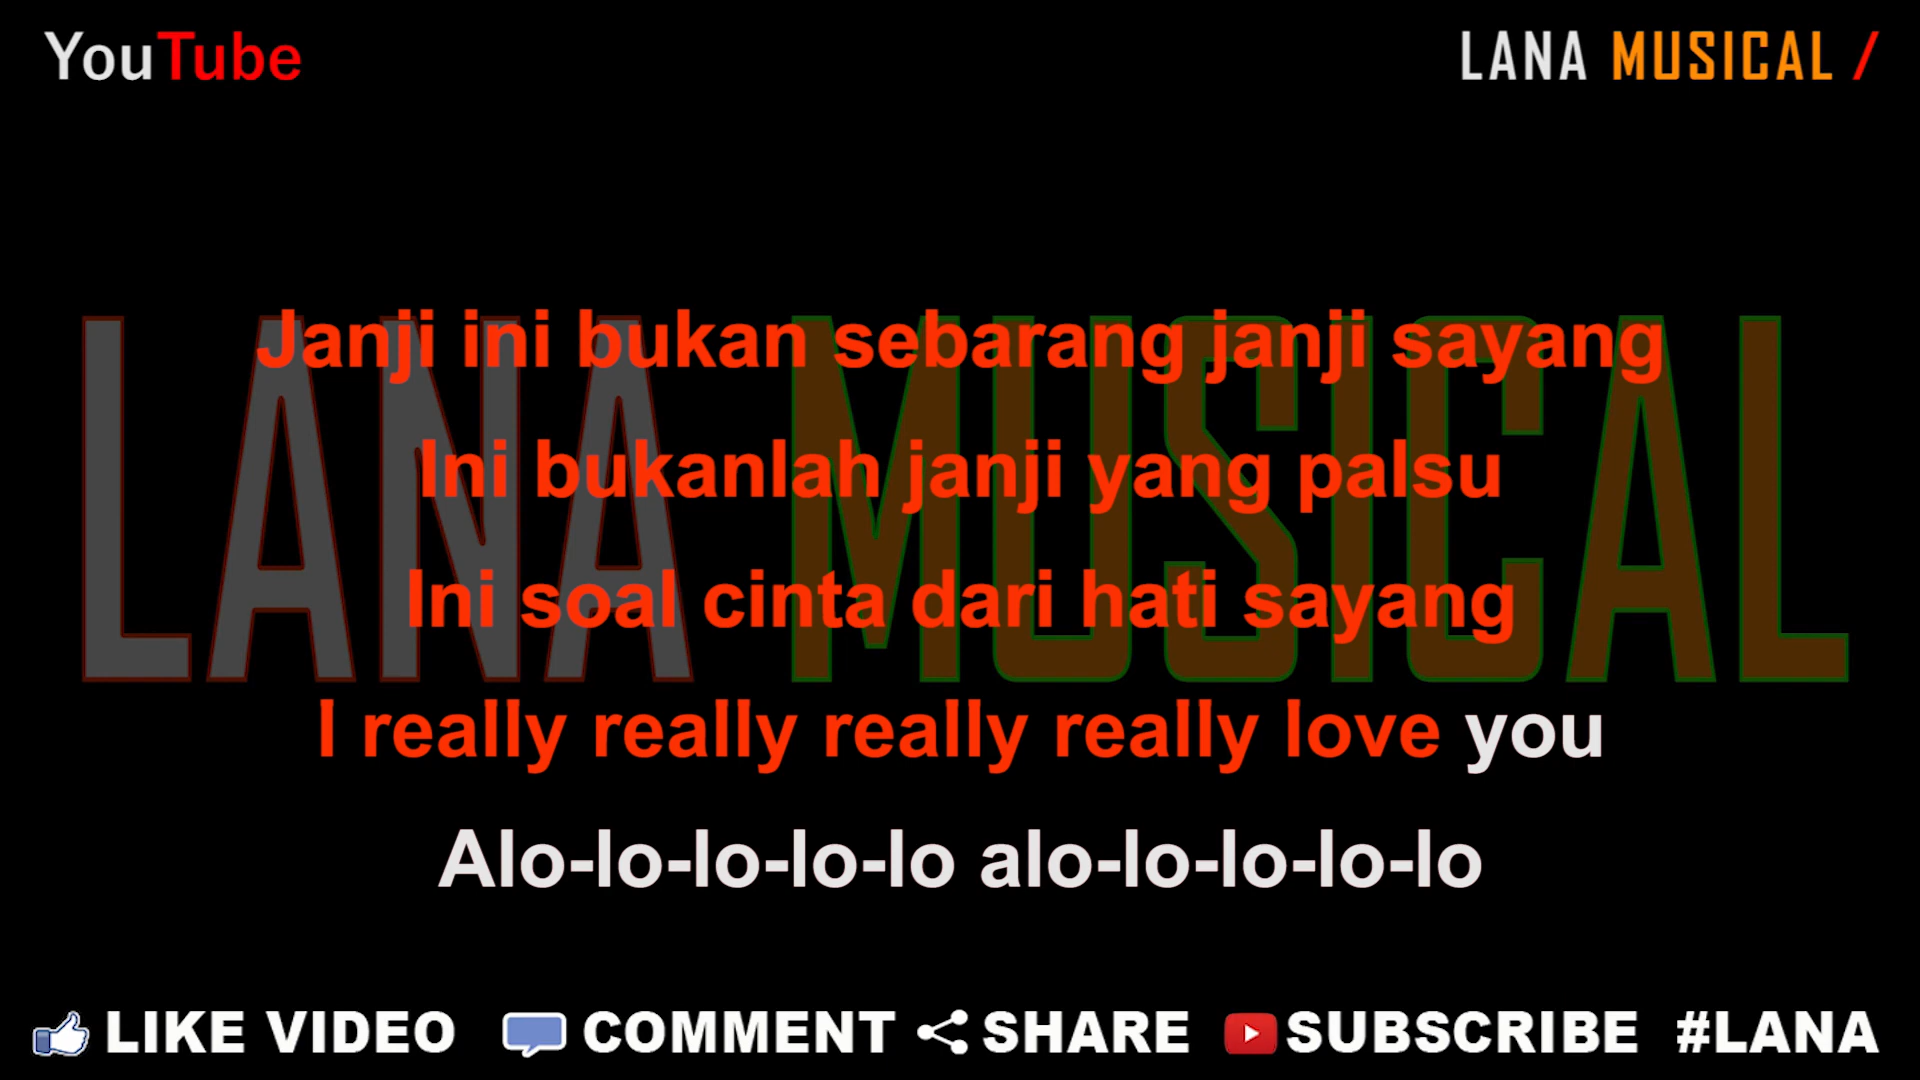 YouTube
LANA MUSICAL /
LANA MUSICAL
Janji ini bukan sebarang janji sayang
Ini bukanlah janji yang palsu
Ini soal cinta dari hati sayang
I really really really really love you
Alo-lo-lo-lo-lo alo-lo-lo-lo-lo
LIKE VIDEO COMMENT SHARE SUBSCRIBE #LANA